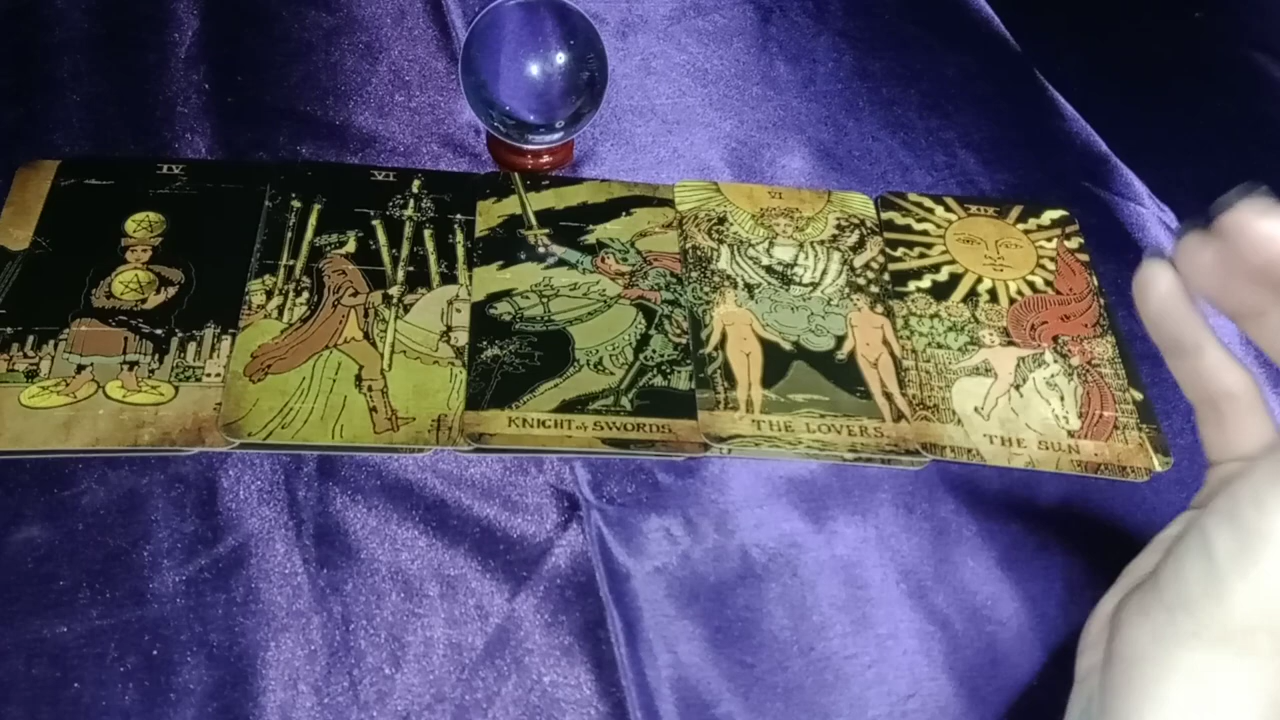 IV
VI
KNIGHT of SWORDS
VI
THE LOVERS.
XIX
THE SUN